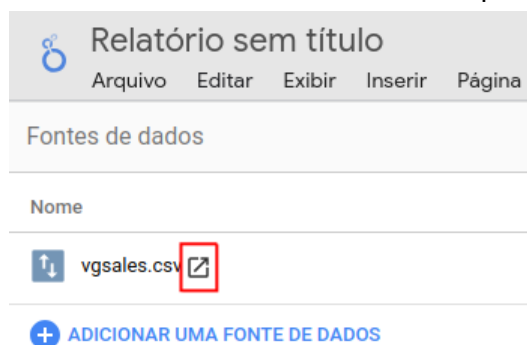 Relatório sem título
Arquivo Editar Exibir Inserir Página
Fontes de dados
Nome
vgsales.csv
ADICIONAR UMA FONTE DE DADOS